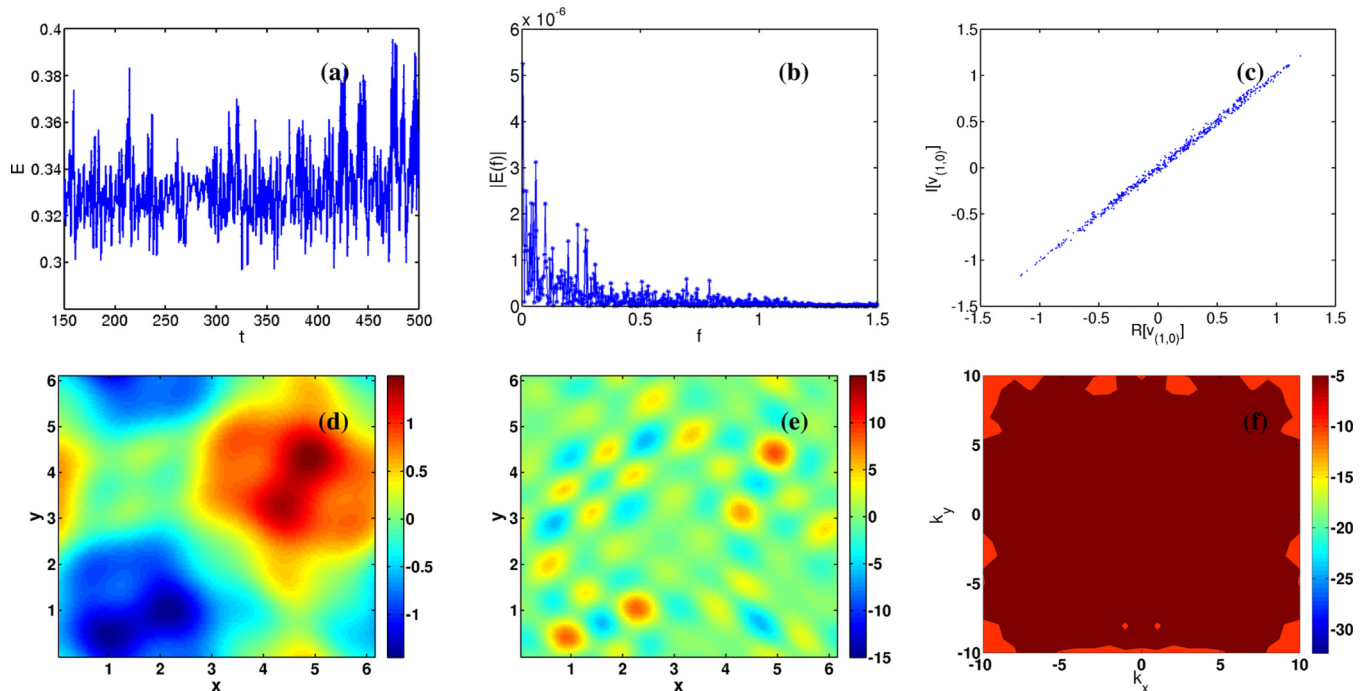 (a)
0.4
0.38
0.36
0.34
0.32
0.3
E
150 200 250 300 350 400 450 500
t
× 10⁻⁶
(b)
6
5
4
3
2
1
0
|E(f)|
0 0.5 1 1.5
f
(c)
1.5
1
0.5
0
-0.5
-1
-1.5
I[v(1,0)]
-1.5 -1 -0.5 0 0.5 1 1.5
R[v(1,0)]
(d)
6
5
4
3
2
1
y
1 2 3 4 5 6
x
1
0.5
0
-0.5
-1
(e)
6
5
4
3
2
1
y
1 2 3 4 5 6
x
15
10
5
0
-5
-10
-15
(f)
10
5
0
-5
-10
k_y
-10 -5 0 5 10
k_x
-5
-10
-15
-20
-25
-30